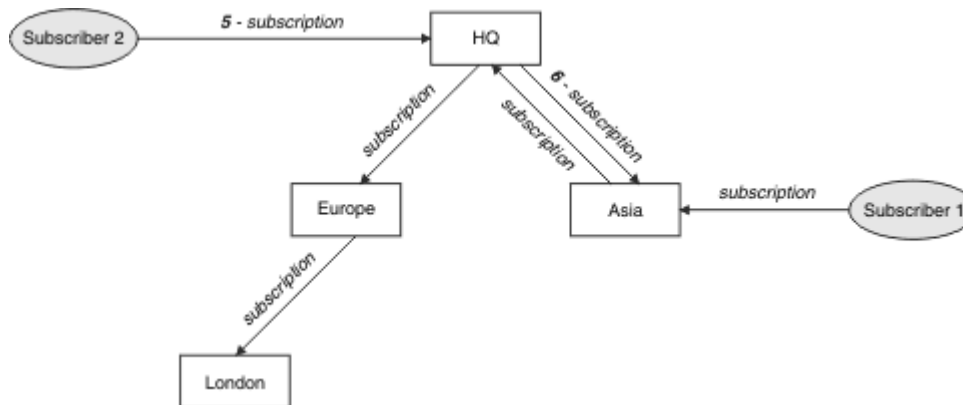 5 - subscription
Subscriber 2
HQ
subscription
6 - subscription
subscription
Europe
Asia
subscription
Subscriber 1
subscription
London